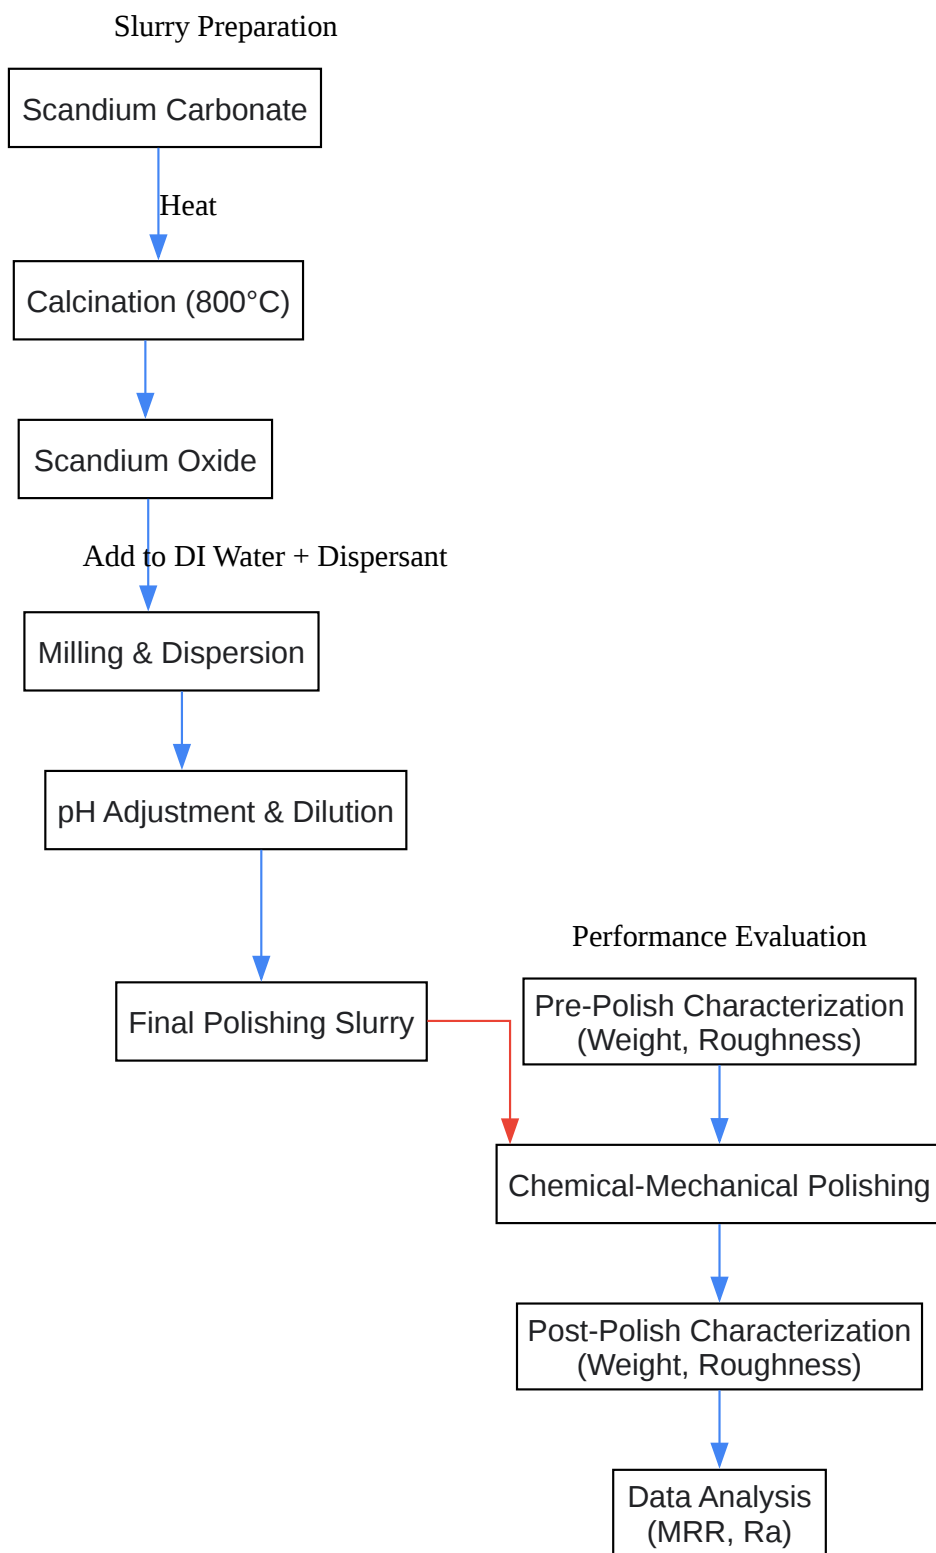 Slurry Preparation
Scandium Carbonate
Heat
Calcination (800°C)
Scandium Oxide
Add to DI Water + Dispersant
Milling & Dispersion
pH Adjustment & Dilution
Final Polishing Slurry
Performance Evaluation
Pre-Polish Characterization
(Weight, Roughness)
Chemical-Mechanical Polishing
Post-Polish Characterization
(Weight, Roughness)
Data Analysis
(MRR, Ra)